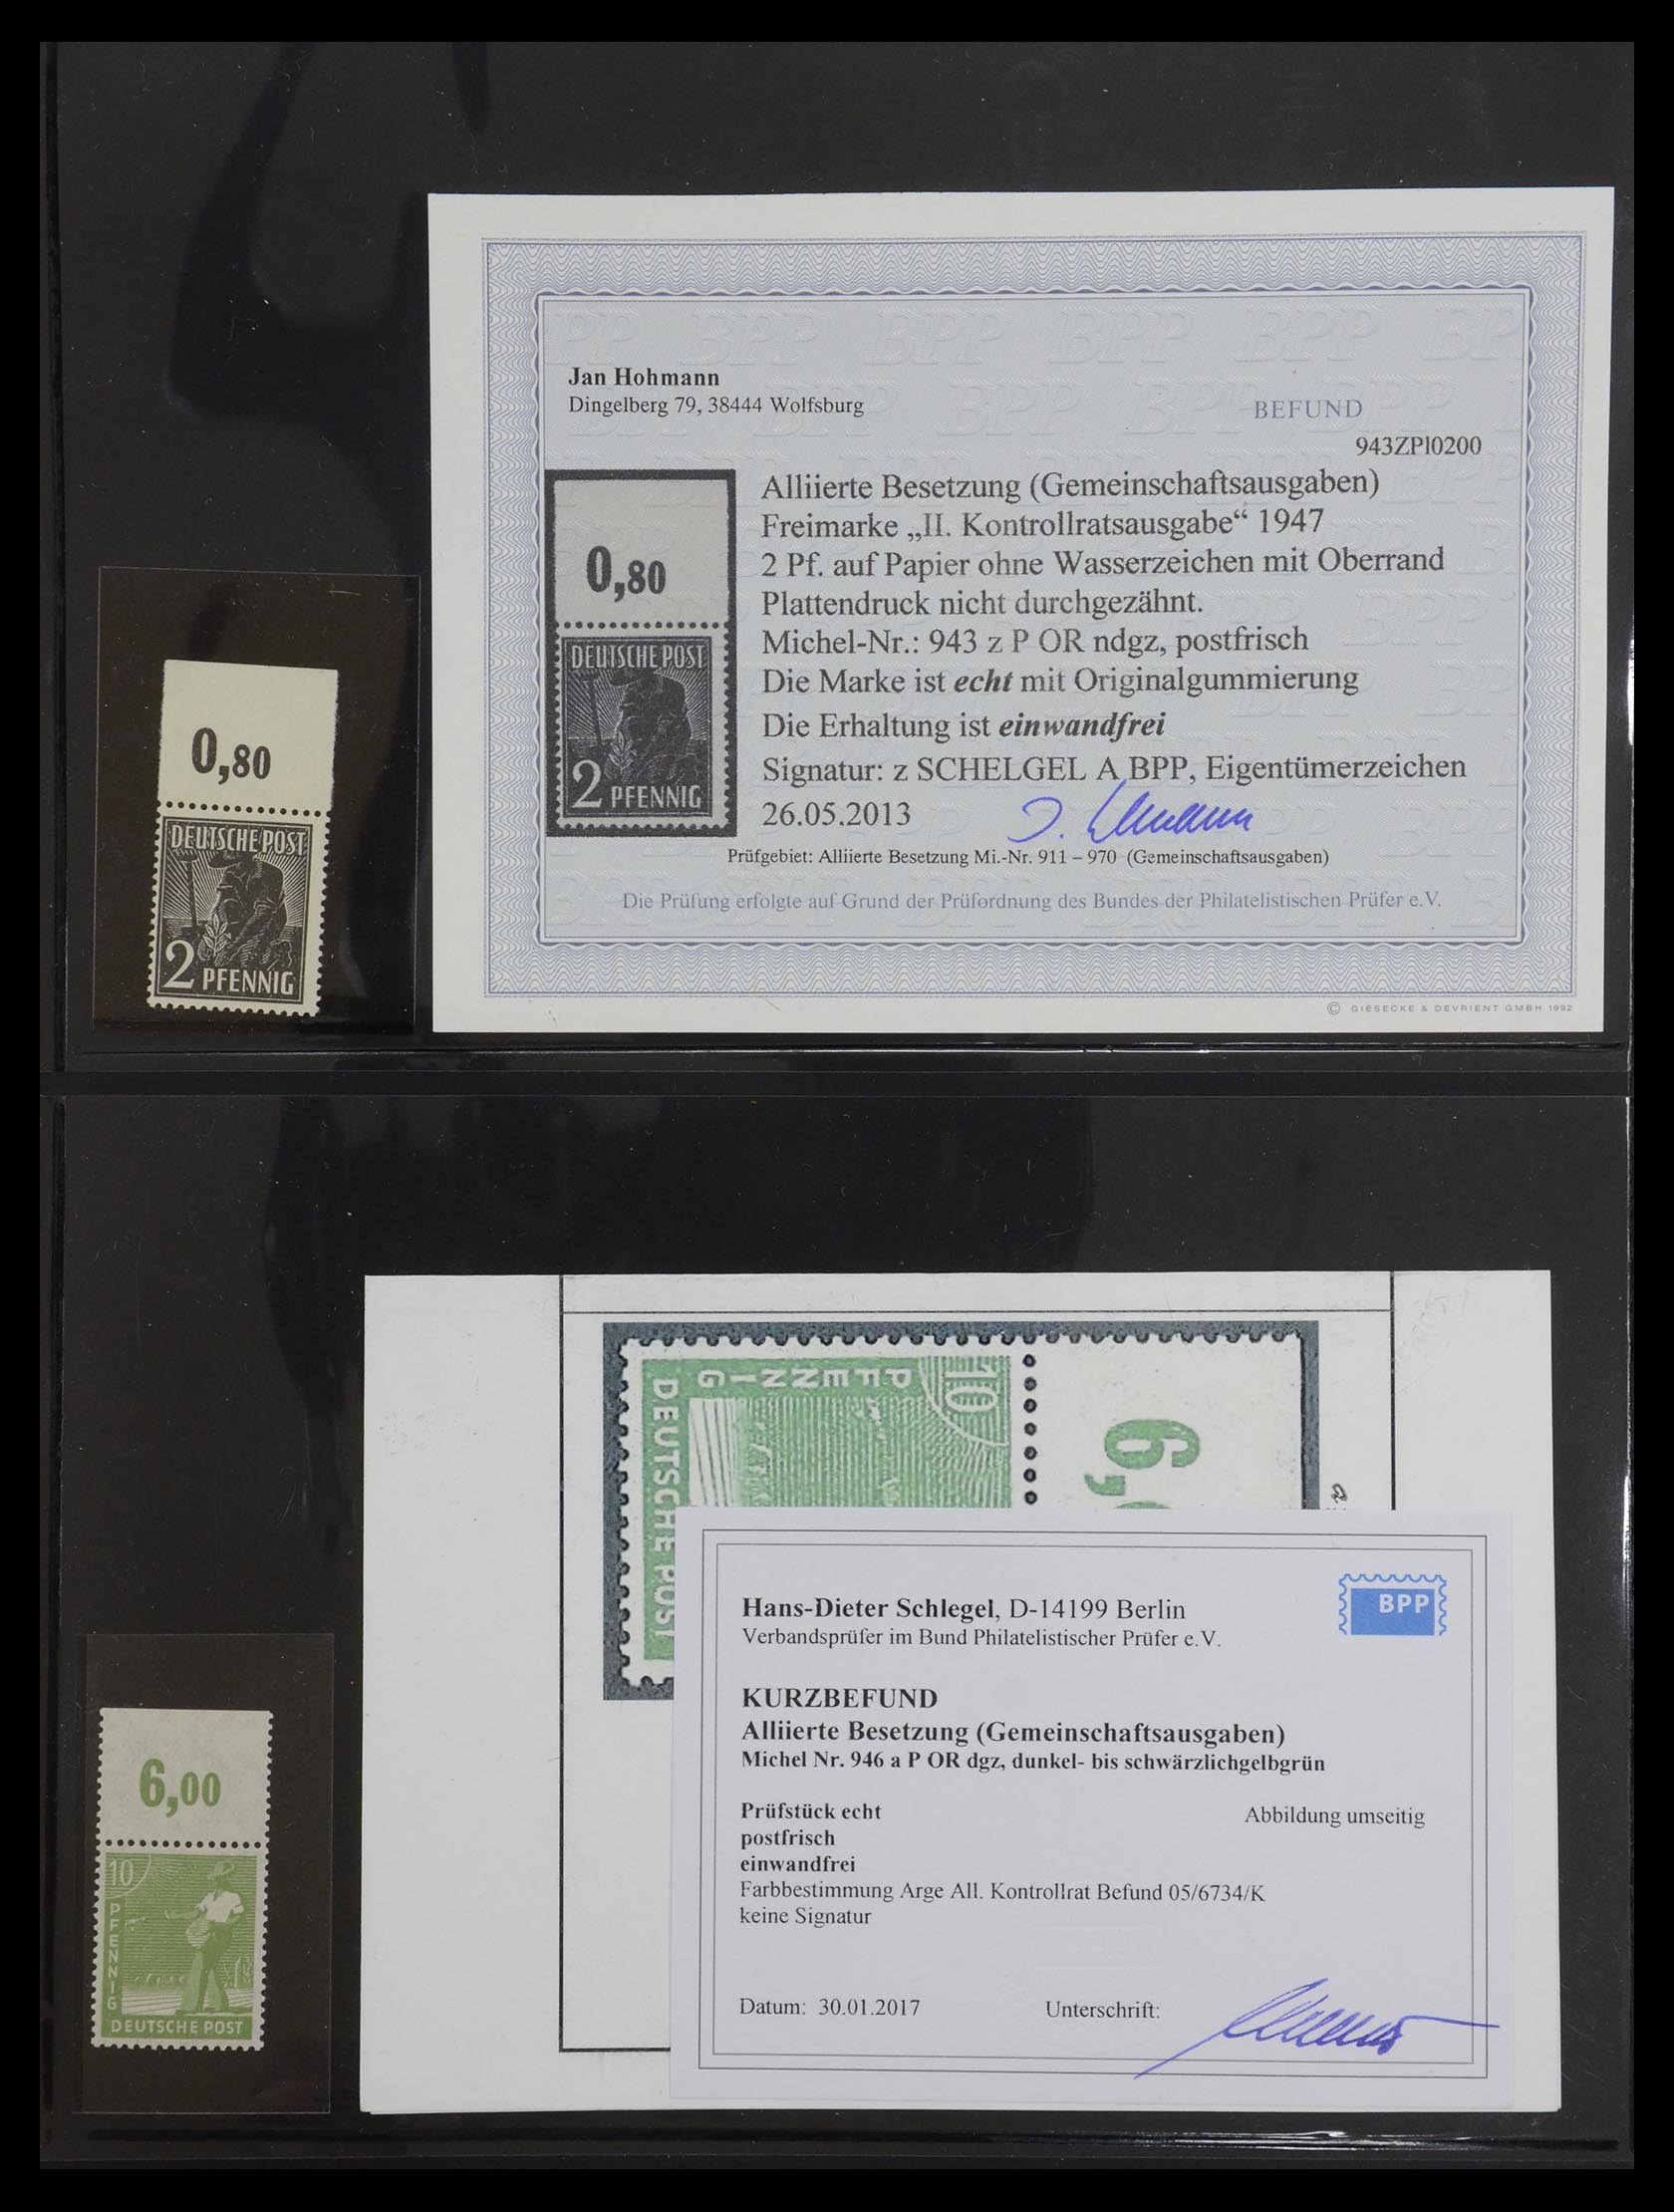 Jan Hohmann
Dingelberg 79, 38444 Wolfsburg
BEFUND
943ZPI0200
Alliierte Besetzung (Gemeinschaftsausgaben)
Freimarke „II. Kontrollratsausgabe“ 1947
2 Pf. auf Papier ohne Wasserzeichen mit Oberrand
Plattendruck nicht durchgezähnt.
Michel-Nr.: 943 z P OR ndgz, postfrisch
Die Marke ist echt mit Originalgummierung
Die Erhaltung ist einwandfrei
Signatur: z SCHELGEL A BPP, Eigentümerzeichen
26.05.2013
Prüfgebiet: Alliierte Besetzung Mi.-Nr. 911 – 970 (Gemeinschaftsausgaben)
Die Prüfung erfolgte auf Grund der Prüfordnung des Bundes der Philatelistischen Prüfer e.V.
© GIESECKE & DEVRIENT GMBH 1992
0,80
DEUTSCHE POST
2 PFENNIG
0,80
DEUTSCHE POST
2 PFENNIG
PFENNIG
10
DEUTSCHE POST
6,
Hans-Dieter Schlegel, D-14199 Berlin
Verbandsprüfer im Bund Philatelistischer Prüfer e.V.
BPP
KURZBEFUND
Alliierte Besetzung (Gemeinschaftsausgaben)
Michel Nr. 946 a P OR dgz, dunkel- bis schwärzlichgelbgrün
Prüfstück echt
Abbildung umseitig
postfrisch
einwandfrei
Farbbestimmung Arge All. Kontrollrat Befund 05/6734/K
keine Signatur
Datum: 30.01.2017
Unterschrift:
6,00
10
PFENNIG
DEUTSCHE POST